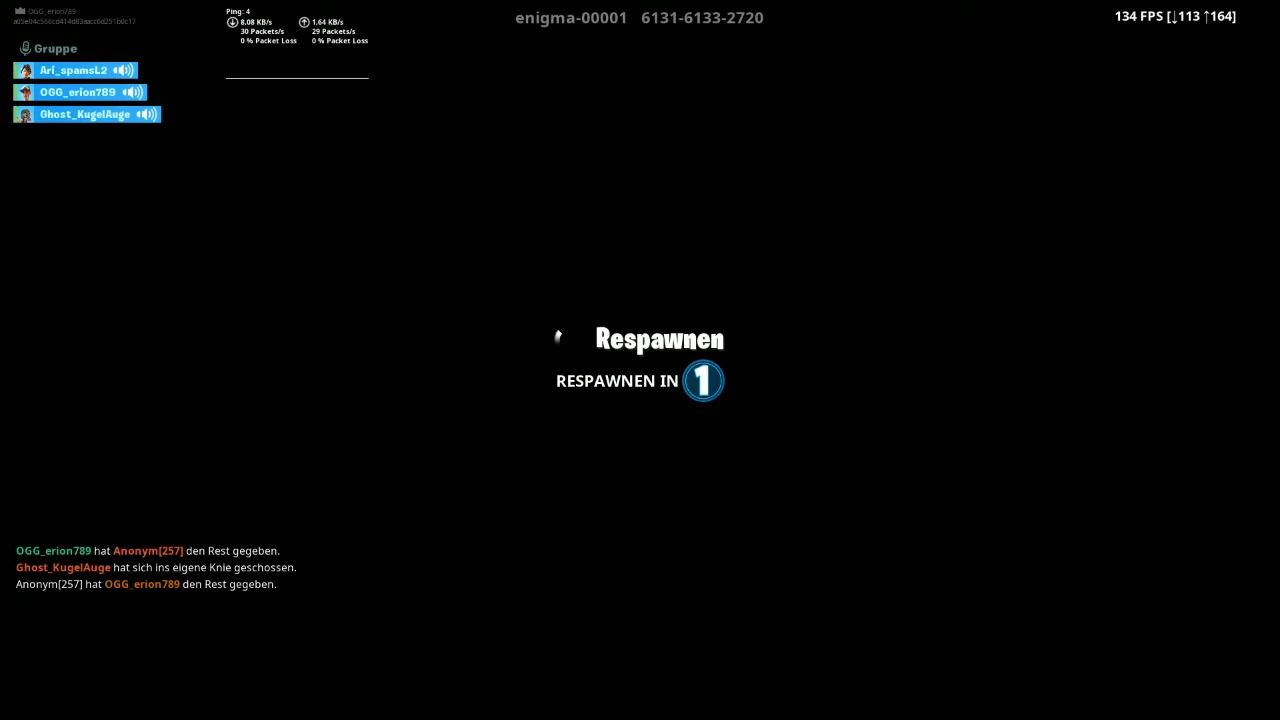 OGG_erion789
Gruppe
Ari_spamsL2
OGG_erion789
Ghost_KugelAuge
Ping: 4
8,08 KB/s 1,64 KB/s
30 Packets/s 29 Packets/s
0 % Packet Loss 0 % Packet Loss
enigma-00001 6131-6133-2720
134 FPS [↓113 ↑164]
Respawnen
RESPAWNEN IN 1
OGG_erion789 hat Anonym[257] den Rest gegeben.
Ghost_KugelAuge hat sich ins eigene Knie geschossen.
Anonym[257] hat OGG_erion789 den Rest gegeben.